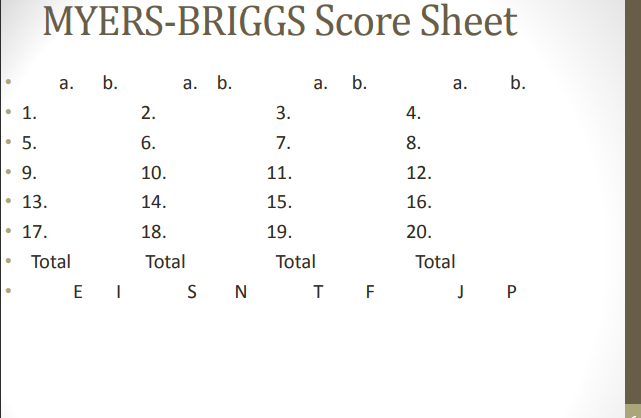 MYERS-BRIGGS Score Sheet
• a. b. a. b. a. b. a. b.
• 1. 2. 3. 4.
• 5. 6. 7. 8.
• 9. 10. 11. 12.
• 13. 14. 15. 16.
• 17. 18. 19. 20.
• Total Total Total Total
• E I S N T F J P